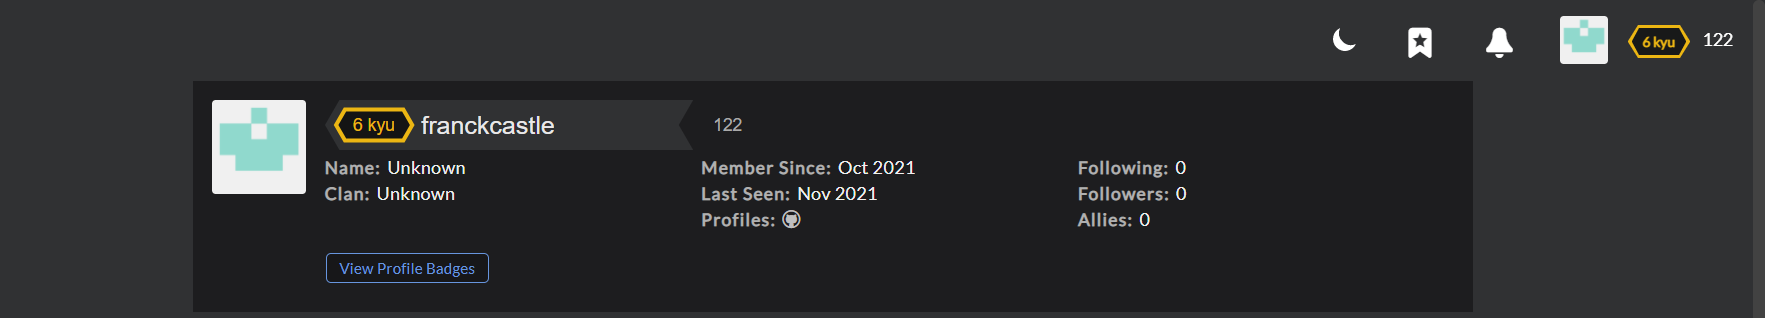 6 kyu 122
6 kyu franckcastle 122
Name: Unknown Member Since: Oct 2021 Following: 0
Clan: Unknown Last Seen: Nov 2021 Followers: 0
Profiles: Allies: 0
View Profile Badges